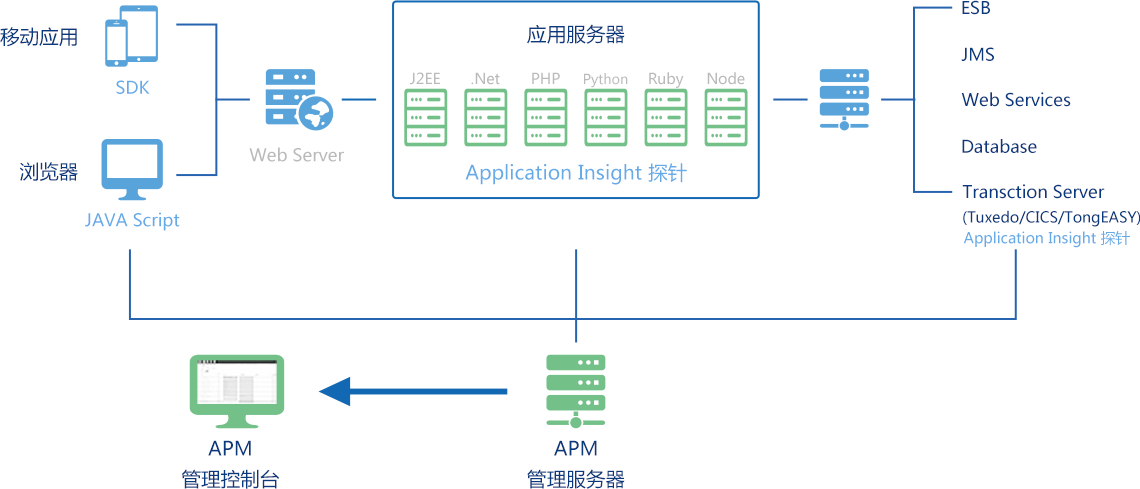 移动应用
SDK
浏览器
JAVA Script
Web Server
应用服务器
J2EE
.Net
PHP
Python
Ruby
Node
Application Insight 探针
ESB
JMS
Web Services
Database
Transction Server
(Tuxedo/CICS/TongEASY)
Application Insight 探针
APM
管理控制台
APM
管理服务器